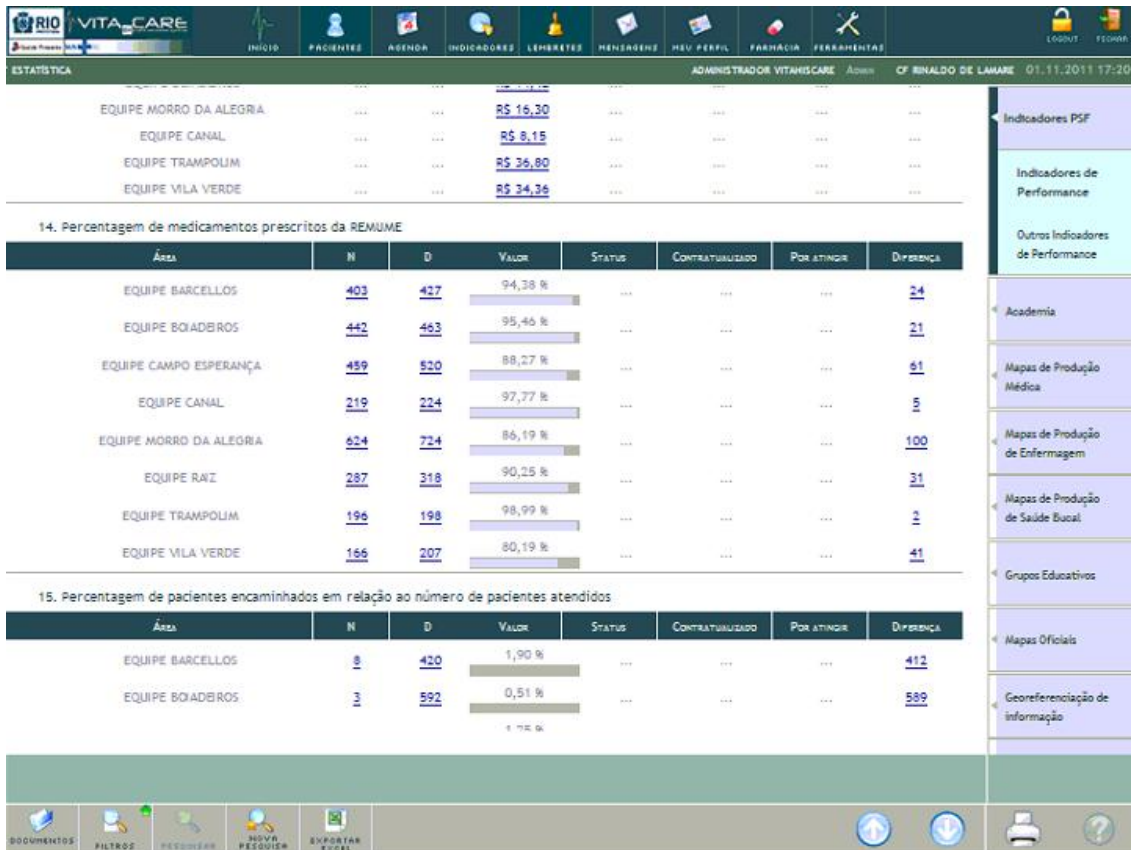 RIO VITA CARE
INÍCIO PACIENTES AGENDA INDICADORES LEMBRETES MENSAGENS MEU PERFIL FARMÁCIA FERRAMENTAS LOGOUT FECHAR
ESTATÍSTICA ADMINISTRADOR VITAHISCARE Admin CF RINALDO DE LAMARE 01.11.2011 17:20
EQUIPE MORRO DA ALEGRIA ... ... R$ 16,30 ... ... ... ...
EQUIPE CANAL ... ... R$ 8,15 ... ... ... ...
EQUIPE TRAMPOLIM ... ... R$ 36,80 ... ... ... ...
EQUIPE VILA VERDE ... ... R$ 34,36 ... ... ... ...
14. Percentagem de medicamentos prescritos da REMUME
ÁREA N D VALOR STATUS CONTRATUALIZADO POR ATINGIR DIFERENÇA
EQUIPE BARCELLOS 403 427 94,38 % ... ... ... 24
EQUIPE BOIADEIROS 442 463 95,46 % ... ... ... 21
EQUIPE CAMPO ESPERANÇA 459 520 88,27 % ... ... ... 61
EQUIPE CANAL 219 224 97,77 % ... ... ... 5
EQUIPE MORRO DA ALEGRIA 624 724 86,19 % ... ... ... 100
EQUIPE RAIZ 287 318 90,25 % ... ... ... 31
EQUIPE TRAMPOLIM 196 198 98,99 % ... ... ... 2
EQUIPE VILA VERDE 166 207 80,19 % ... ... ... 41
15. Percentagem de pacientes encaminhados em relação ao número de pacientes atendidos
ÁREA N D VALOR STATUS CONTRATUALIZADO POR ATINGIR DIFERENÇA
EQUIPE BARCELLOS 8 420 1,90 % ... ... ... 412
EQUIPE BOIADEIROS 3 592 0,51 % ... ... ... 589
Indicadores PSF
Indicadores de
Performance
Outros Indicadores
de Performance
Academia
Mapas de Produção
Médica
Mapas de Produção
de Enfermagem
Mapas de Produção
de Saúde Bucal
Grupos Educativos
Mapas Oficiais
Georeferenciação de
informação
DOCUMENTOS FILTROS PESQUISAR NOVA PESQUISA EXPORTAR EXCEL